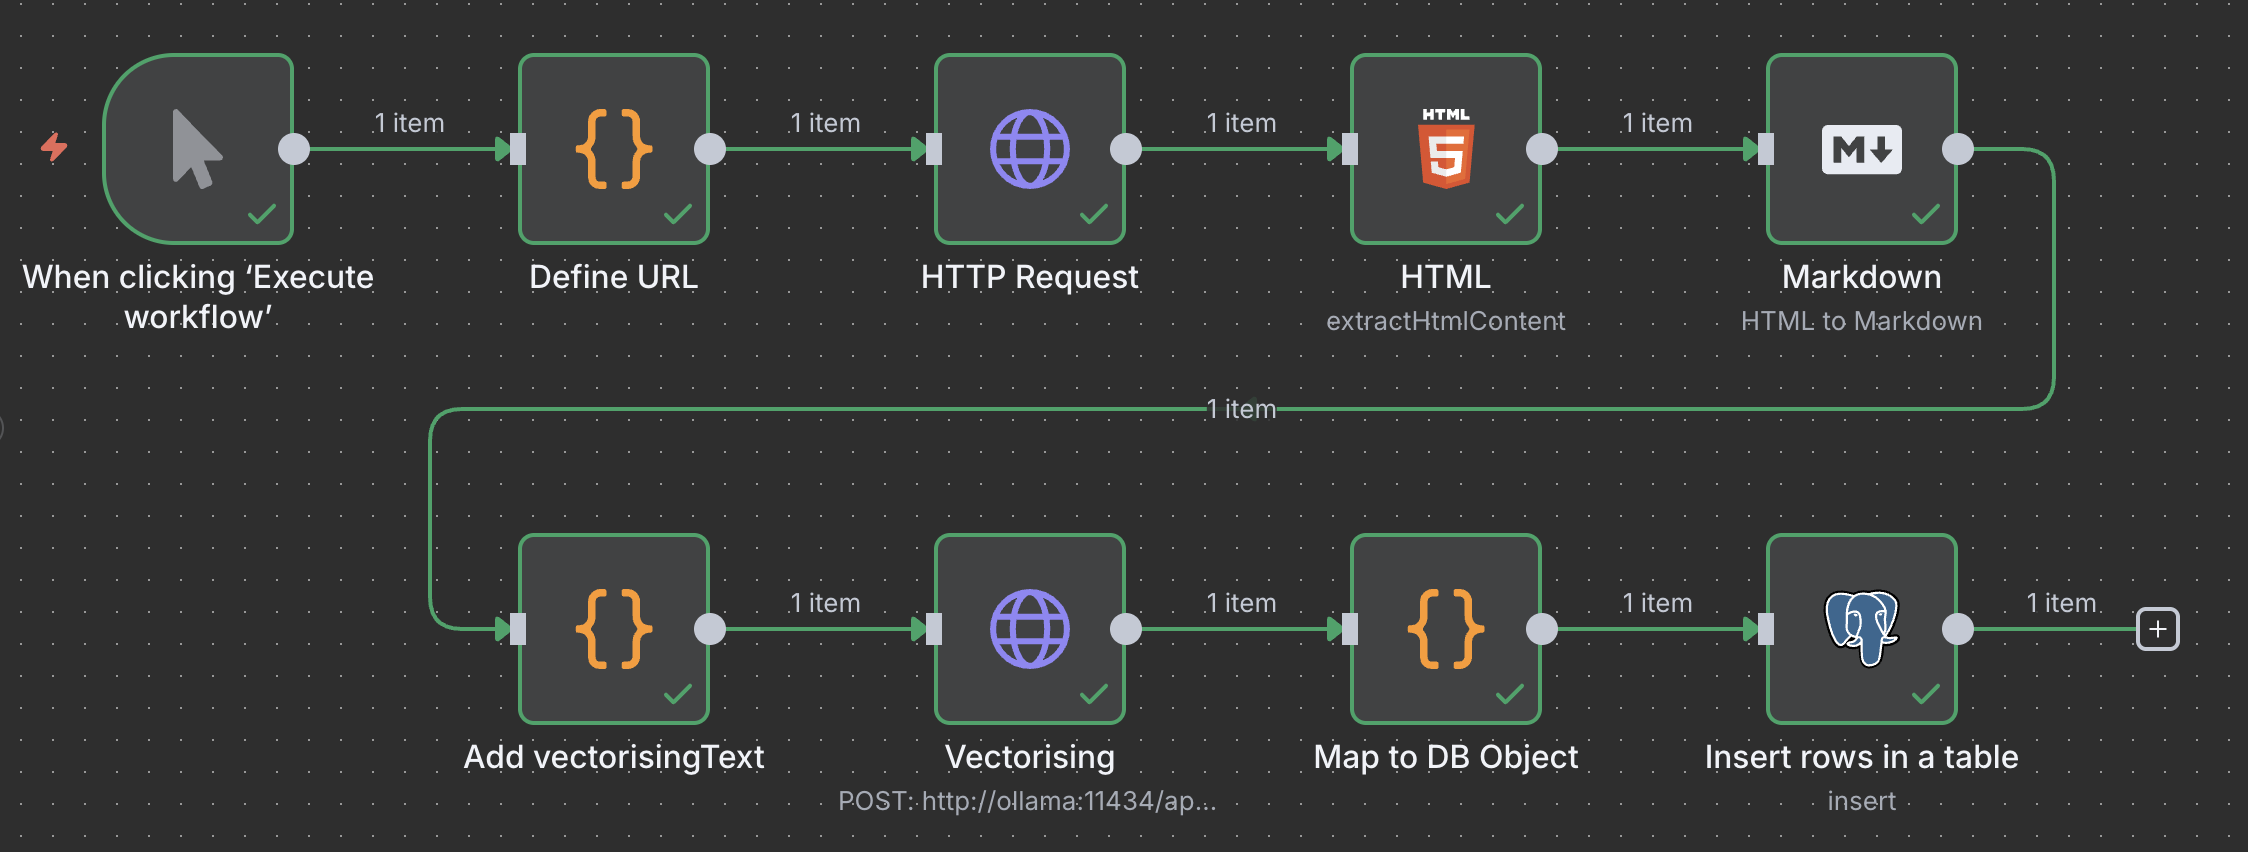 1 item
1 item
1 item
1 item
HTML
5
M
When clicking ‘Execute
workflow’
Define URL
HTTP Request
HTML
extractHtmlContent
Markdown
HTML to Markdown
1 item
1 item
1 item
1 item
1 item
Add vectorisingText
Vectorising
POST: http://ollama:11434/ap...
Map to DB Object
Insert rows in a table
insert